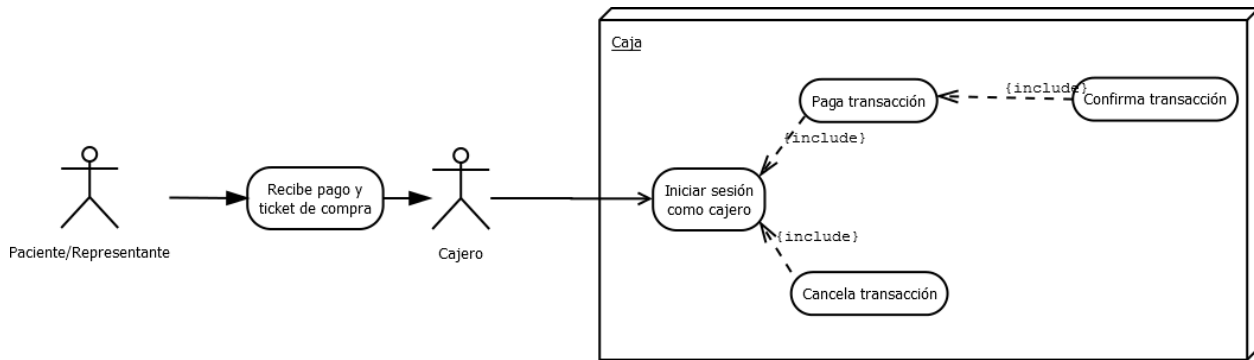 Caja
Paga transacción
{include}
Confirma transacción
{include}
Recibe pago y
ticket de compra
Iniciar sesión
como cajero
Paciente/Representante
Cajero
{include}
Cancela transacción